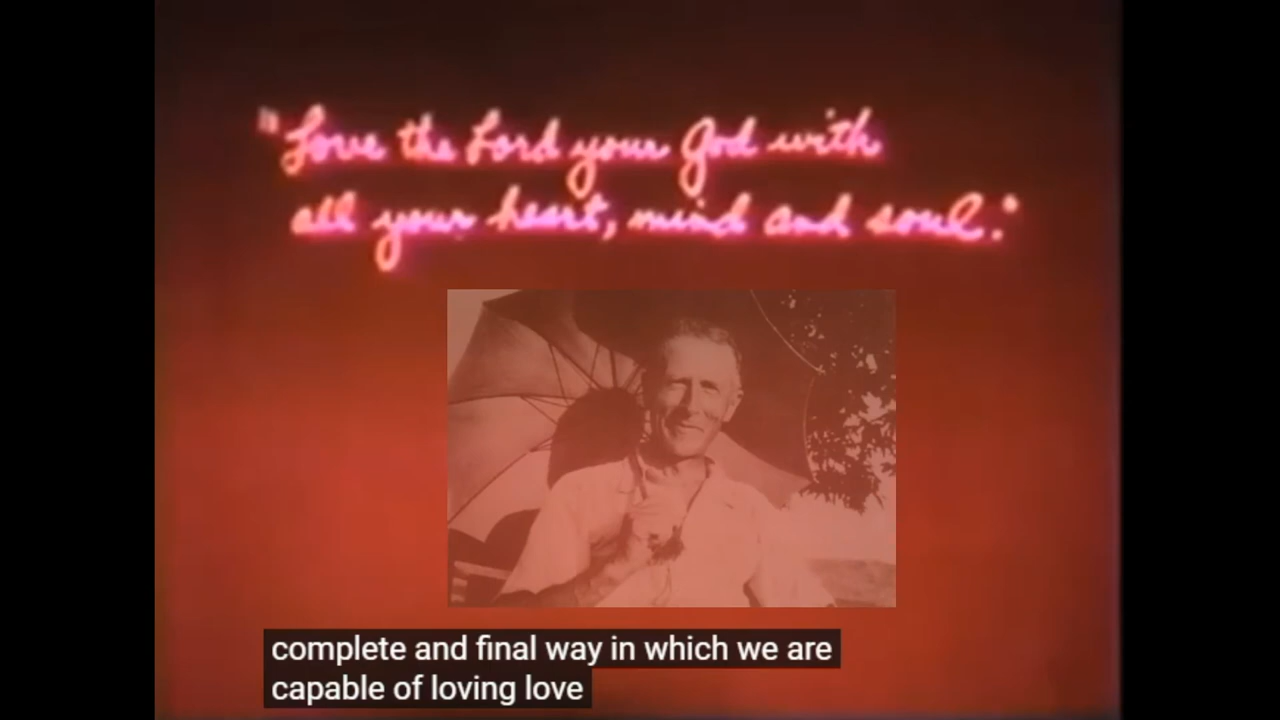 "Love the Lord your God with
all your heart, mind and soul."
complete and final way in which we are
capable of loving love